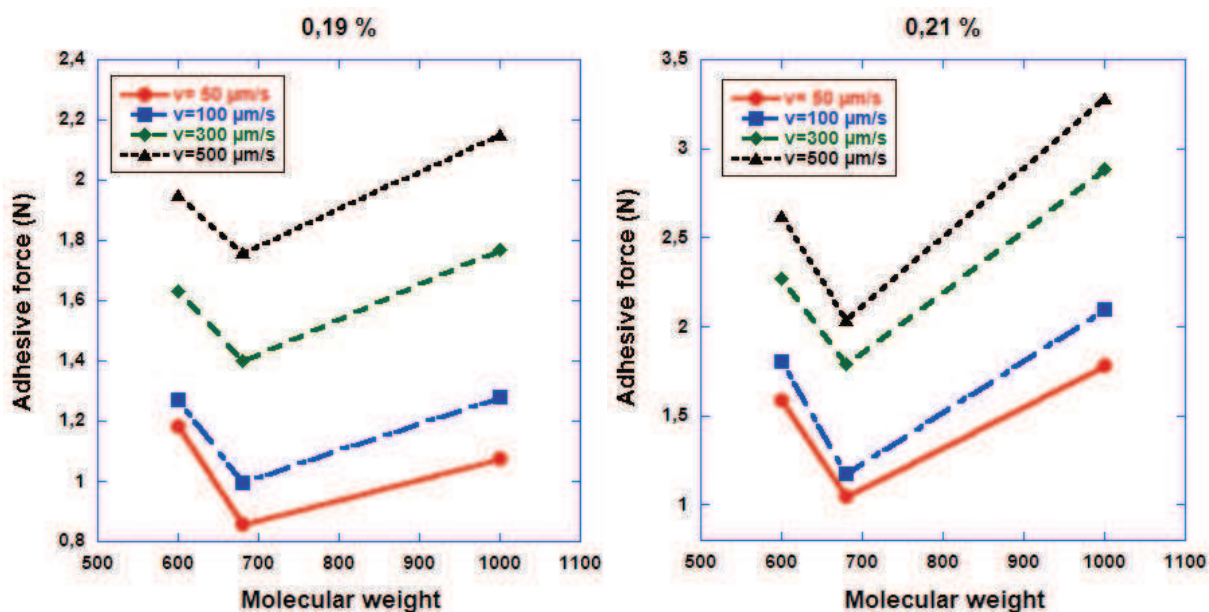 0,19 %
2,4
2,2
2
1,8
1,6
1,4
1,2
1
0,8
Adhesive force (N)
v= 50 µm/s
v=100 µm/s
v=300 µm/s
v=500 µm/s
500 600 700 800 900 1000 1100
Molecular weight
0,21 %
3,5
3
2,5
2
1,5
1
Adhesive force (N)
v= 50 µm/s
v=100 µm/s
v=300 µm/s
v=500 µm/s
500 600 700 800 900 1000 1100
Molecular weight